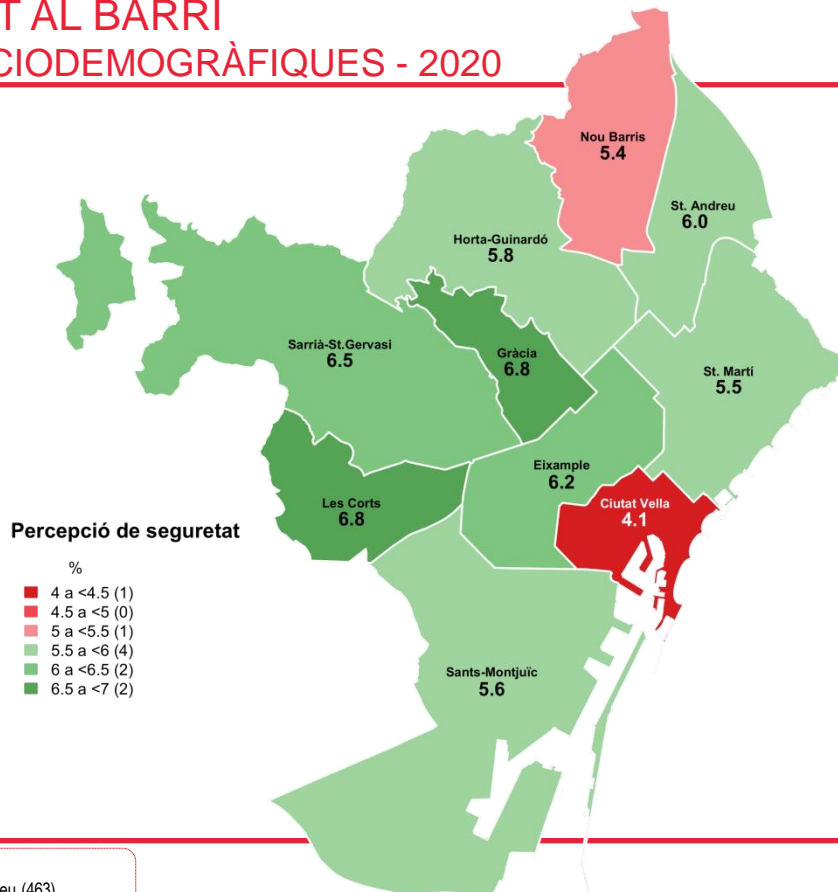 T AL BARRI
CIODEMOGRÀFIQUES - 2020
Nou Barris
5.4
St. Andreu
6.0
Horta-Guinardó
5.8
Sarrià-St.Gervasi
6.5
Gràcia
6.8
St. Martí
5.5
Eixample
6.2
Les Corts
6.8
Ciutat Vella
4.1
Percepció de seguretat
%
4 a <4.5 (1)
4.5 a <5 (0)
5 a <5.5 (1)
5.5 a <6 (4)
6 a <6.5 (2)
6.5 a <7 (2)
Sants-Montjuïc
5.6
eu (463)